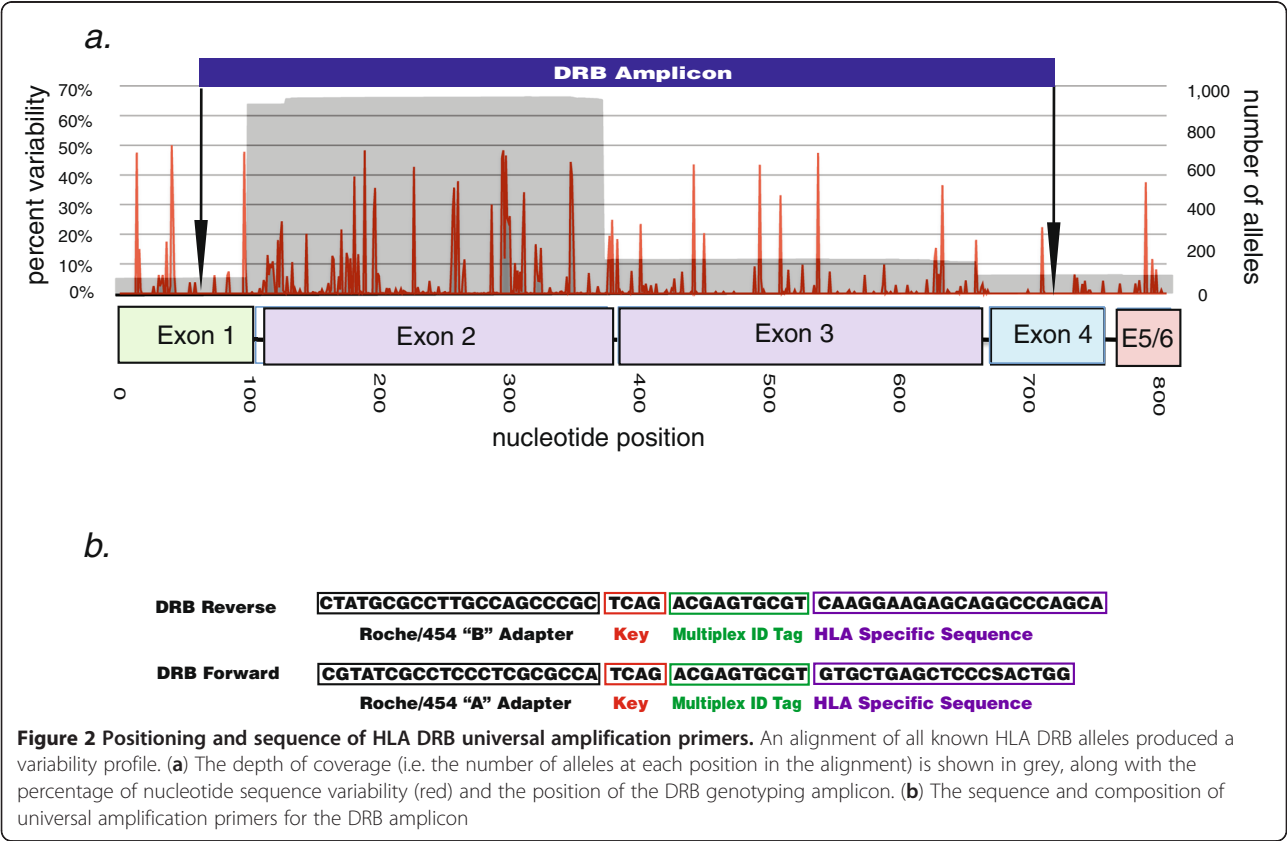 a.
DRB Amplicon
percent variability
70%
60%
50%
40%
30%
20%
10%
0%
1,000
800
600
400
200
0
number of alleles
Exon 1
Exon 2
Exon 3
Exon 4
E5/6
0
100
200
300
400
500
600
700
800
nucleotide position
b.
DRB Reverse CTATGCGCCTTGCCAGCCCGC TCAG ACGAGTGCGT CAAGGAAGAGCAGGCCCAGCA
Roche/454 “B” Adapter Key Multiplex ID Tag HLA Specific Sequence
DRB Forward CGTATCGCCTCCCTCGCGCCA TCAG ACGAGTGCGT GTGCTGAGCTCCCSACTGG
Roche/454 “A” Adapter Key Multiplex ID Tag HLA Specific Sequence
Figure 2 Positioning and sequence of HLA DRB universal amplification primers. An alignment of all known HLA DRB alleles produced a
variability profile. (a) The depth of coverage (i.e. the number of alleles at each position in the alignment) is shown in grey, along with the
percentage of nucleotide sequence variability (red) and the position of the DRB genotyping amplicon. (b) The sequence and composition of
universal amplification primers for the DRB amplicon